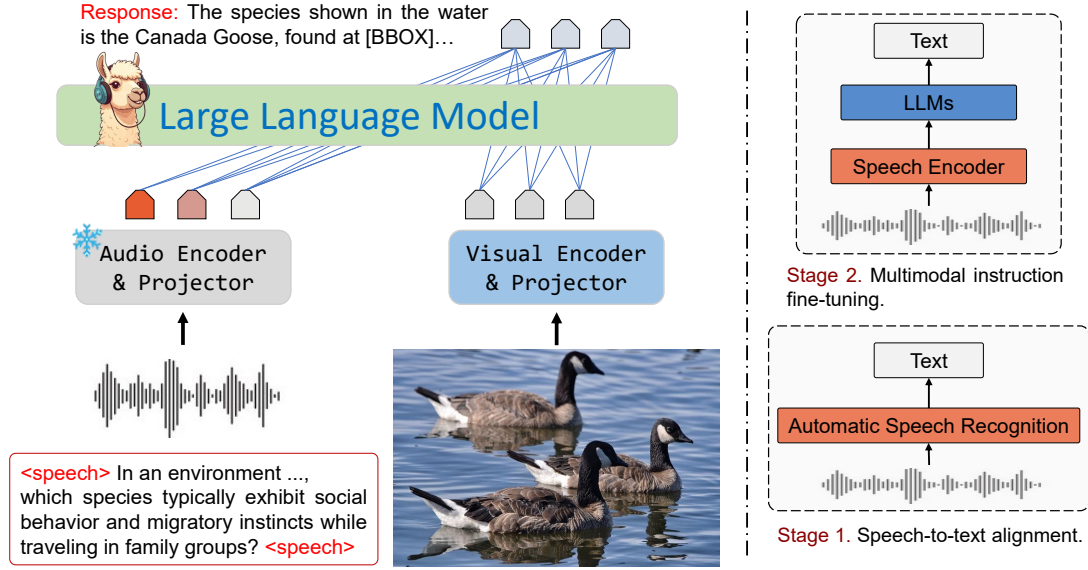 Response: The species shown in the water
is the Canada Goose, found at [BBOX]...
Large Language Model
Audio Encoder
& Projector
Visual Encoder
& Projector
<speech> In an environment ...,
which species typically exhibit social
behavior and migratory instincts while
traveling in family groups? <speech>
Text
LLMs
Speech Encoder
Stage 2. Multimodal instruction
fine-tuning.
Text
Automatic Speech Recognition
Stage 1. Speech-to-text alignment.